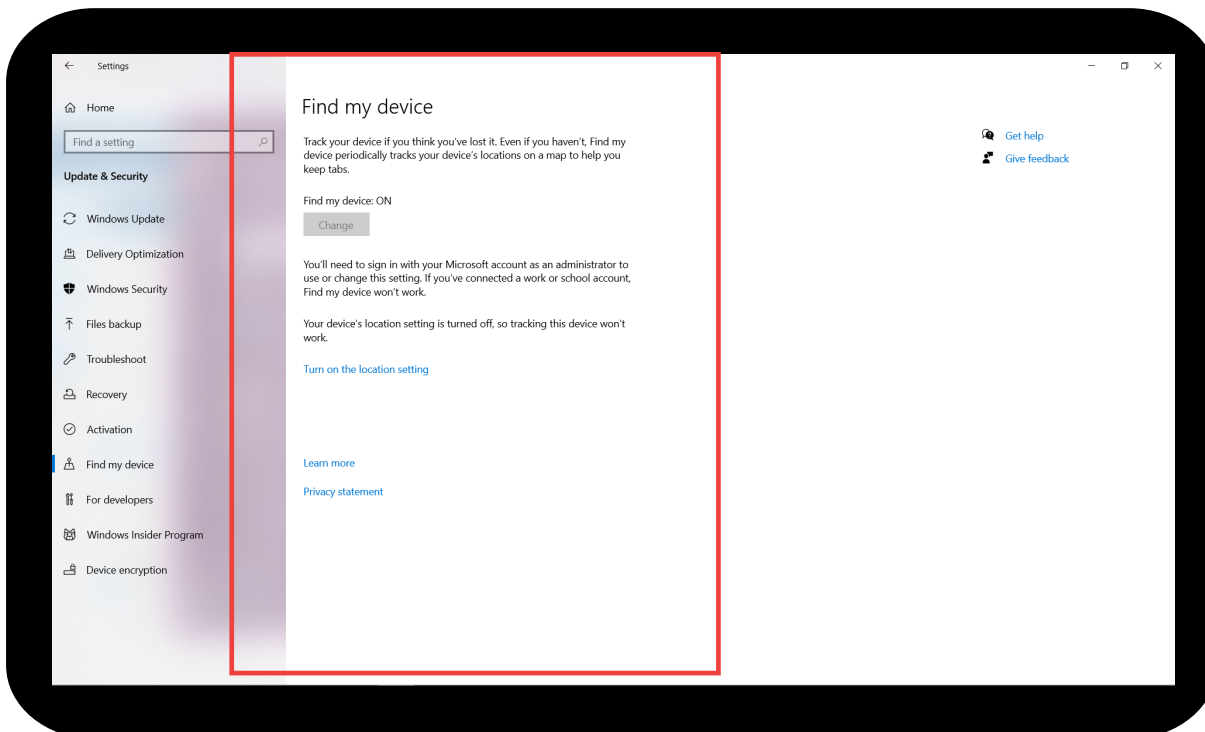 Settings
Home
Find a setting
Update & Security
Windows Update
Delivery Optimization
Windows Security
Files backup
Troubleshoot
Recovery
Activation
Find my device
For developers
Windows Insider Program
Device encryption
Find my device
Track your device if you think you've lost it. Even if you haven't, Find my
device periodically tracks your device's locations on a map to help you
keep tabs.
Find my device: ON
Change
You'll need to sign in with your Microsoft account as an administrator to
use or change this setting. If you've connected a work or school account,
Find my device won't work.
Your device's location setting is turned off, so tracking this device won't
work.
Turn on the location setting
Learn more
Privacy statement
Get help
Give feedback